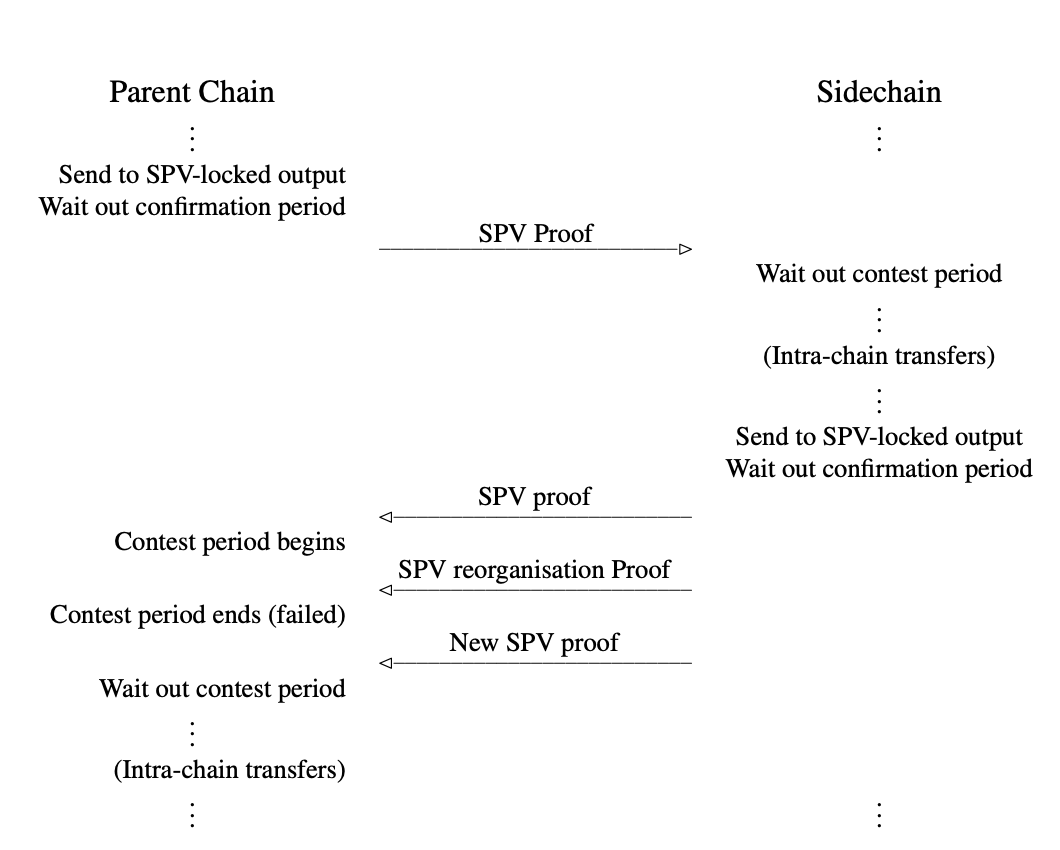 Parent Chain
Sidechain
⋮
⋮
Send to SPV-locked output
Wait out confirmation period
SPV Proof
Wait out contest period
⋮
(Intra-chain transfers)
⋮
Send to SPV-locked output
Wait out confirmation period
SPV proof
Contest period begins
SPV reorganisation Proof
Contest period ends (failed)
New SPV proof
Wait out contest period
⋮
(Intra-chain transfers)
⋮
⋮